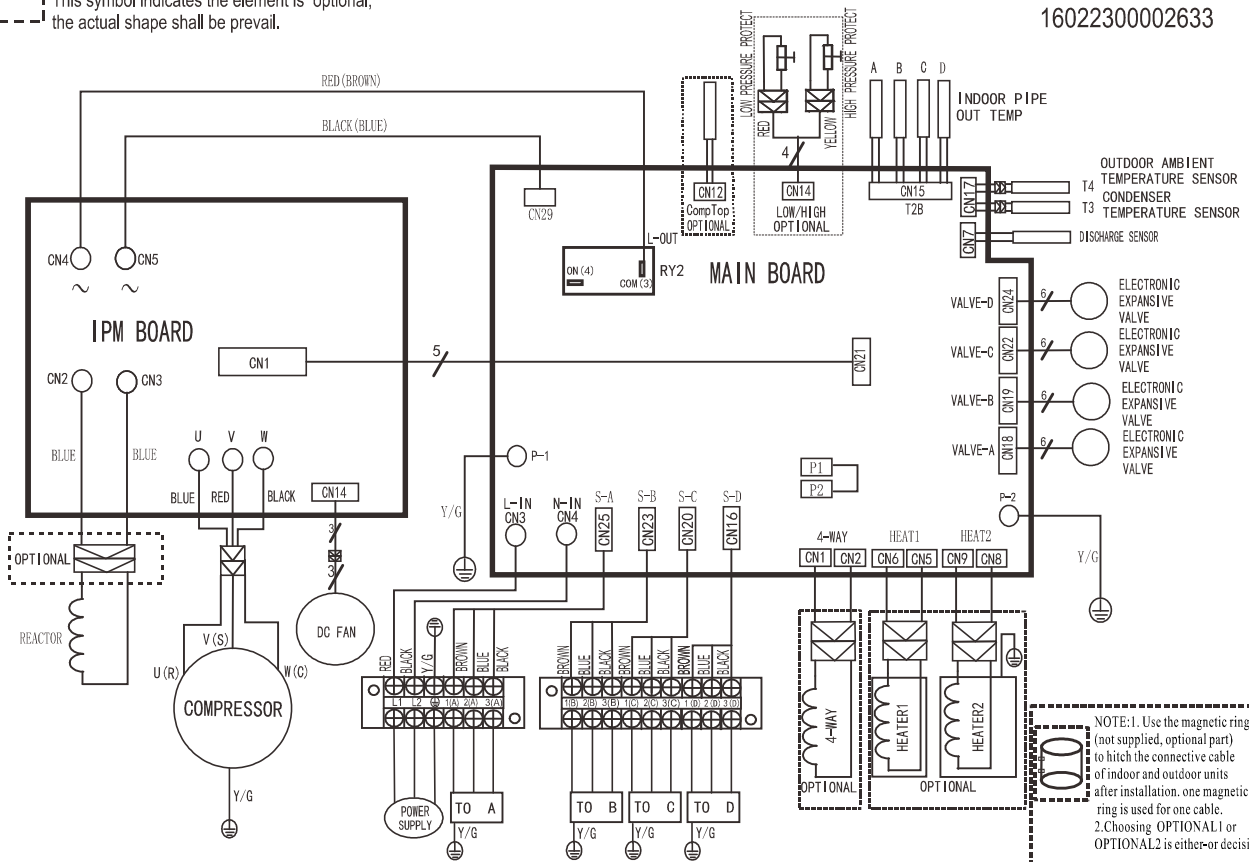 This symbol indicates the element is optional,
the actual shape shall be prevail.
16022300002633
RED(BROWN)
BLACK(BLUE)
LOW PRESSURE PROTECT
HIGH PRESSURE PROTECT
RED
YELLOW
4
A B C D
INDOOR PIPE
OUT TEMP
CN29
CN12
CompTop
OPTIONAL
CN14
LOW/HIGH
OPTIONAL
CN15
T2B
CN17
T4
OUTDOOR AMBIENT
TEMPERATURE SENSOR
T3
CONDENSER
TEMPERATURE SENSOR
CN7
DISCHARGE SENSOR
L-OUT
ON(4)
COM(3)
RY2
MAIN BOARD
CN4
CN5
IPM BOARD
CN1
5
CN21
VALVE-D
CN24
6
ELECTRONIC
EXPANSIVE
VALVE
VALVE-C
CN22
6
ELECTRONIC
EXPANSIVE
VALVE
VALVE-B
CN19
6
ELECTRONIC
EXPANSIVE
VALVE
VALVE-A
CN18
6
ELECTRONIC
EXPANSIVE
VALVE
CN2
CN3
BLUE
BLUE
U V W
BLUE
RED
BLACK
CN14
3
3
DC FAN
OPTIONAL
REACTOR
V(S)
U(R)
W(C)
COMPRESSOR
Y/G
P-1
Y/G
L-IN
CN3
N-IN
CN4
S-A
CN25
S-B
CN23
S-C
CN20
S-D
CN16
P1
P2
P-2
Y/G
4-WAY
CN1 CN2
HEAT1
CN6 CN5
HEAT2
CN9 CN8
RED
BLACK
Y/G
BROWN
BLUE
BLACK
L1 L2 1(A) 2(A) 3(A)
POWER
SUPPLY
TO A
Y/G
BROWN
BLUE
BLACK
BROWN
BLUE
BLACK
BROWN
BLUE
BLACK
1(B) 2(B) 3(B) 1(C) 2(C) 3(C) 1(D) 2(D) 3(D)
TO B
TO C
TO D
Y/G
Y/G
Y/G
4-WAY
OPTIONAL
HEATER1
HEATER2
OPTIONAL
NOTE:1. Use the magnetic ring
(not supplied, optional part)
to hitch the connective cable
of indoor and outdoor units
after installation. one magnetic
ring is used for one cable.
2.Choosing OPTIONAL1 or
OPTIONAL2 is either-or decisi